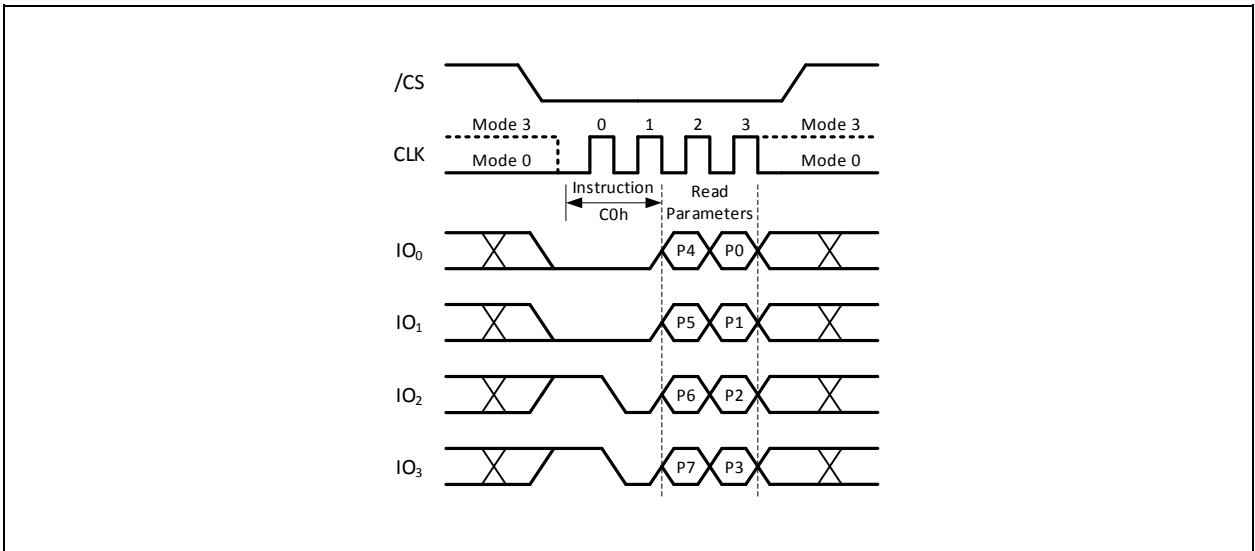 /CS
Mode 3 0 1 2 3 Mode 3
CLK
Mode 0 Mode 0
Instruction Read
C0h Parameters
IO₀ P4 P0
IO₁ P5 P1
IO₂ P6 P2
IO₃ P7 P3